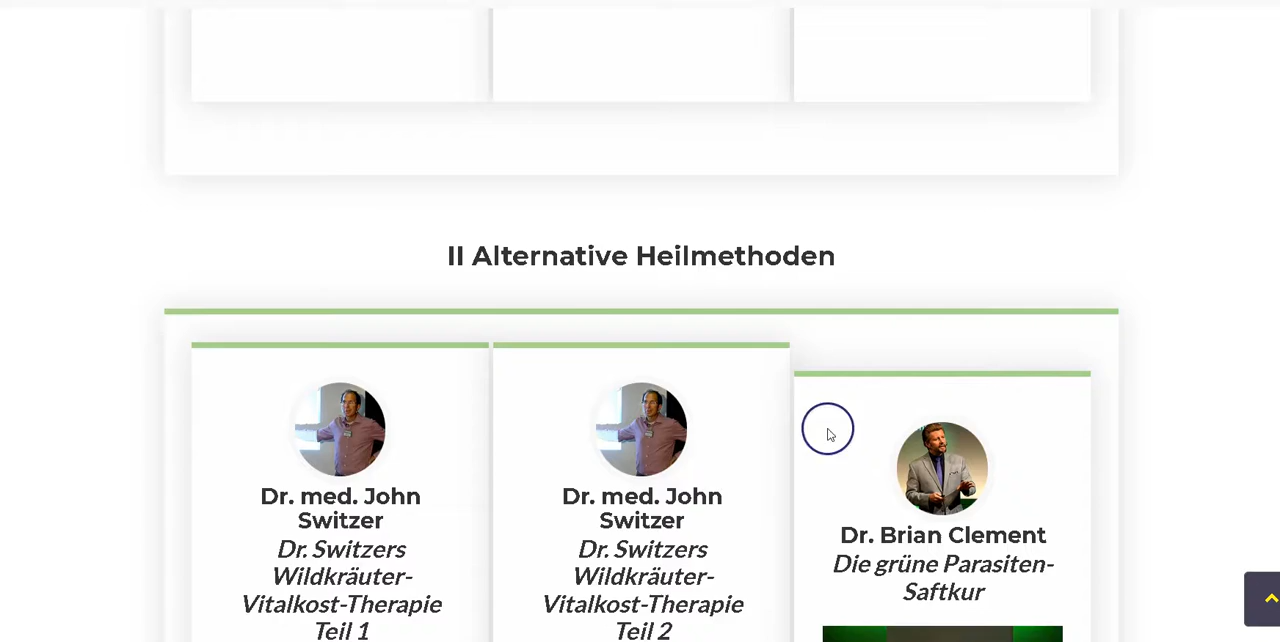 II Alternative Heilmethoden
Dr. med. John
Switzer
Dr. Switzers
Wildkräuter-
Vitalkost-Therapie
Teil 1
Dr. med. John
Switzer
Dr. Switzers
Wildkräuter-
Vitalkost-Therapie
Teil 2
Dr. Brian Clement
Die grüne Parasiten-
Saftkur